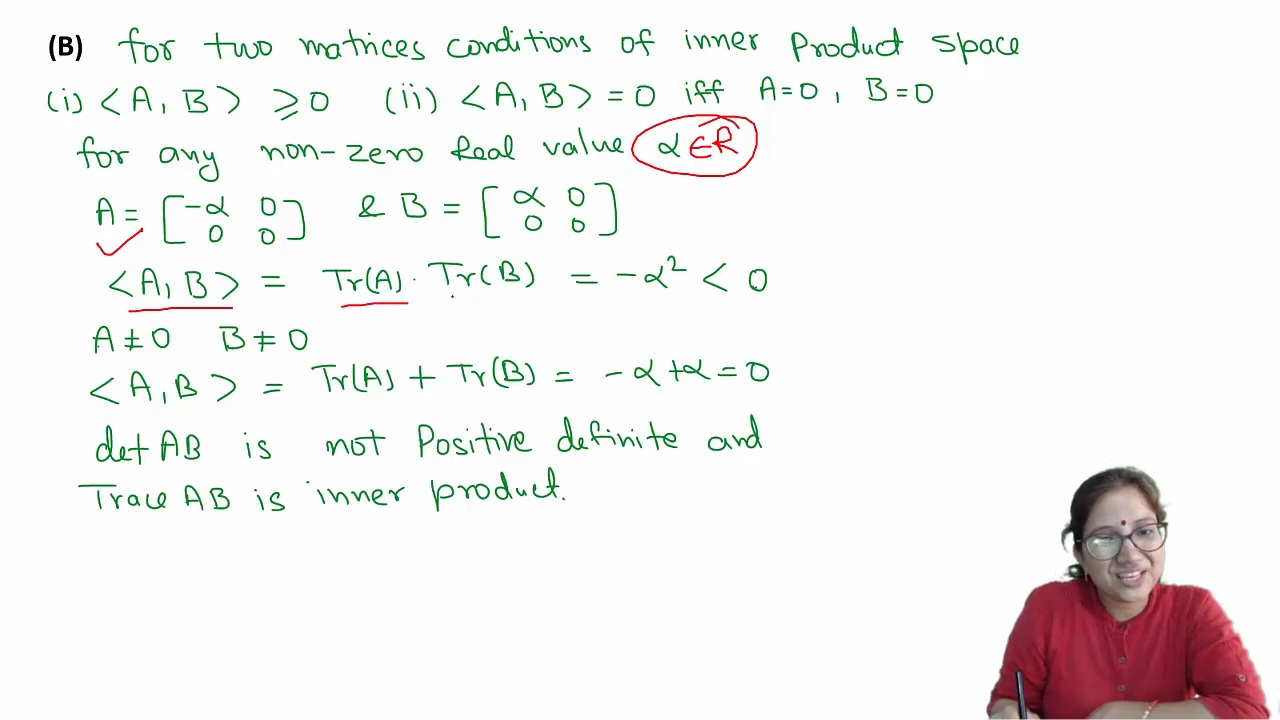 (B) for two matrices conditions of inner Product space
(i) <A, B> ⩾0 (ii) <A, B> = 0 iff A=0, B=0
for any non-zero Real value α ∈ R
A = [-α 0 & B = [α 0
0 0] 0 0]
<A, B> = Tr(A) · Tr(B) = -α² < 0
A ≠ 0 B ≠ 0
<A, B> = Tr(A) + Tr(B) = -α +α = 0
det AB is not Positive definite and
Trace AB is inner product.